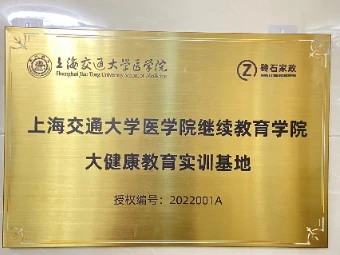 上海交通大学医学院
Shanghai Jiao Tong University School of Medicine
Z
碑石家政
上海交通大学医学院继续教育学院
大健康教育实训基地
授权编号：2022001A